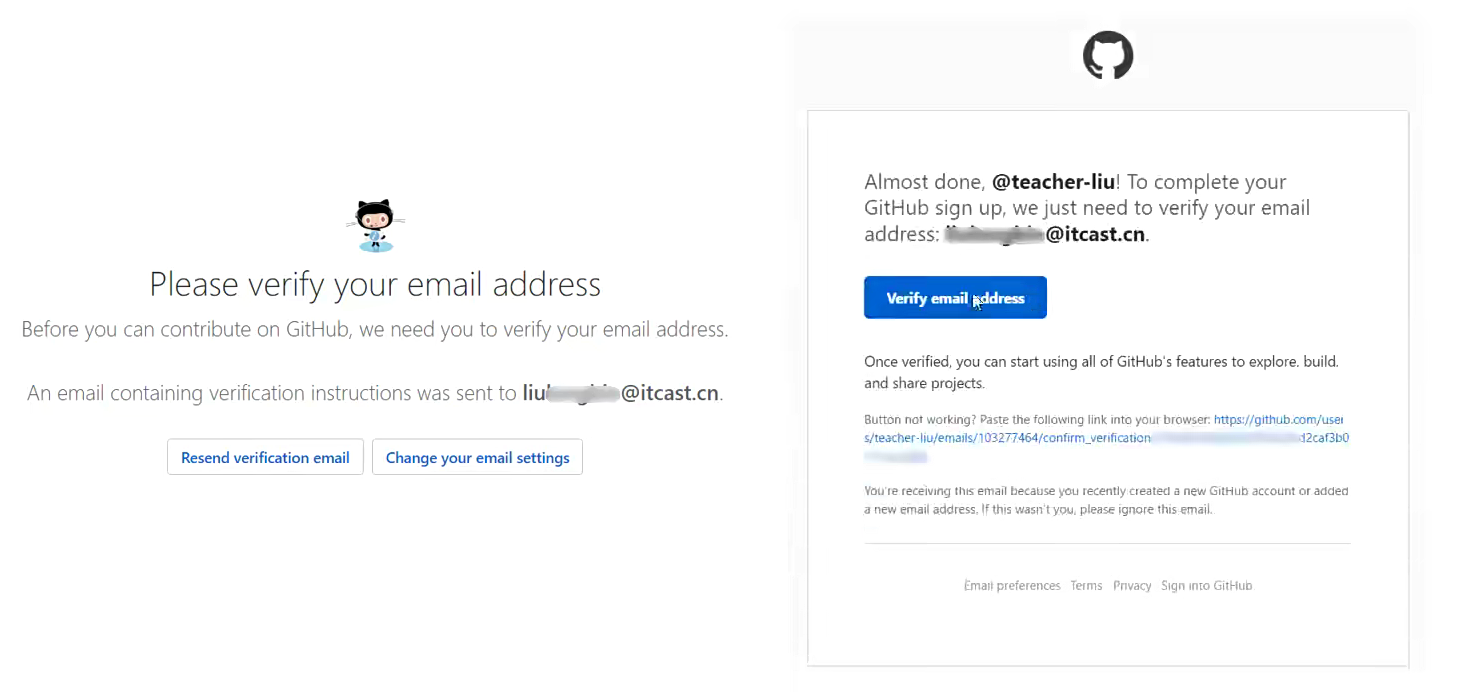 Please verify your email address
Before you can contribute on GitHub, we need you to verify your email address.
An email containing verification instructions was sent to liu @itcast.cn.
Resend verification email
Change your email settings
Almost done, @teacher-liu! To complete your
GitHub sign up, we just need to verify your email
address: @itcast.cn.
Verify email address
Once verified, you can start using all of GitHub's features to explore. build.
and share projects.
Button not working? Paste the following link into your browser: https://github.com/user
s/teacher-liu/emails/103277464/confirm_verification d2caf3b0
You're receiving this email because you recently created a new GitHub account or added
a new email address. If this wasn't you, please ignore this email.
Email preferences Terms Privacy Sign into GitHub